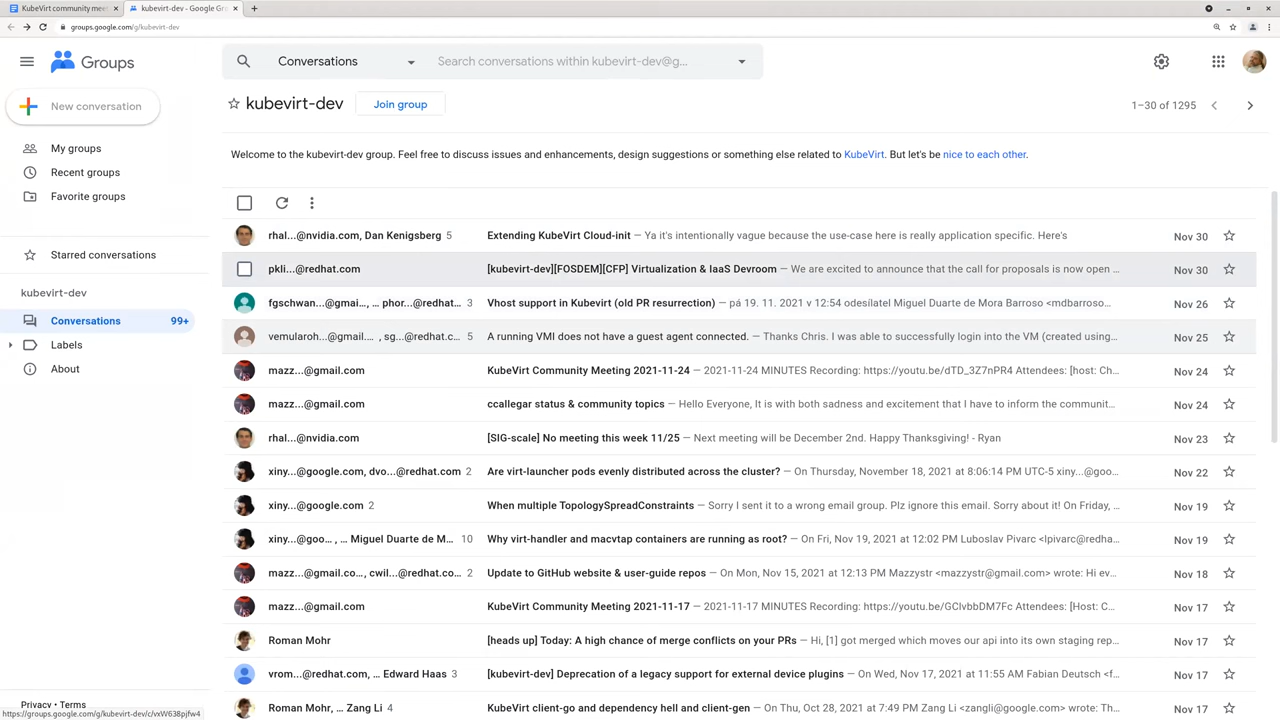 KubeVirt community mee
kubevirt-dev - Google Gr
groups.google.com/g/kubevirt-dev
Groups
Conversations
Search conversations within kubevirt-dev@g...
New conversation
kubevirt-dev
Join group
1–30 of 1295
My groups
Recent groups
Favorite groups
Starred conversations
kubevirt-dev
Conversations 99+
Labels
About
Welcome to the kubevirt-dev group. Feel free to discuss issues and enhancements, design suggestions or something else related to KubeVirt. But let's be nice to each other.
rhal...@nvidia.com, Dan Kenigsberg 5 Extending KubeVirt Cloud-init — Ya it's intentionally vague because the use-case here is really application specific. Here's Nov 30
pkli...@redhat.com [kubevirt-dev][FOSDEM][CFP] Virtualization & IaaS Devroom — We are excited to announce that the call for proposals is now open ... Nov 30
fgschwan...@gmai..., ... phor...@redhat... 3 Vhost support in Kubevirt (old PR resurrection) — pá 19. 11. 2021 v 12:54 odesílatel Miguel Duarte de Mora Barroso <mdbarroso... Nov 26
vemularoh...@gmail.... , sg...@redhat.c... 5 A running VMI does not have a guest agent connected. — Thanks Chris. I was able to successfully login into the VM (created using... Nov 25
mazz...@gmail.com KubeVirt Community Meeting 2021-11-24 — 2021-11-24 MINUTES Recording: https://youtu.be/dTD_3Z7nPR4 Attendees: [host: Ch... Nov 24
mazz...@gmail.com ccallegar status & community topics — Hello Everyone, It is with both sadness and excitement that I have to inform the communit... Nov 24
rhal...@nvidia.com [SIG-scale] No meeting this week 11/25 — Next meeting will be December 2nd. Happy Thanksgiving! - Ryan Nov 23
xiny...@google.com, dvo...@redhat.com 2 Are virt-launcher pods evenly distributed across the cluster? — On Thursday, November 18, 2021 at 8:06:14 PM UTC-5 xiny...@goo... Nov 22
xiny...@google.com 2 When multiple TopologySpreadConstraints — Sorry I sent it to a wrong email group. Plz ignore this email. Sorry about it! On Friday, ... Nov 19
xiny...@goo... , ... Miguel Duarte de M... 10 Why virt-handler and macvtap containers are running as root? — On Fri, Nov 19, 2021 at 12:02 PM Luboslav Pivarc <lpivarc@redha... Nov 19
mazz...@gmail.co..., cwil...@redhat.co... 2 Update to GitHub website & user-guide repos — On Mon, Nov 15, 2021 at 12:13 PM Mazzystr <mazzystr@gmail.com> wrote: Hi ev... Nov 18
mazz...@gmail.com KubeVirt Community Meeting 2021-11-17 — 2021-11-17 MINUTES Recording: https://youtu.be/GClvbbDM7Fc Attendees: [Host: C... Nov 17
Roman Mohr [heads up] Today: A high chance of merge conflicts on your PRs — Hi, [1] got merged which moves our api into its own staging rep... Nov 17
vrom...@redhat.com, ... Edward Haas 3 [kubevirt-dev] Deprecation of a legacy support for external device plugins — On Wed, Nov 17, 2021 at 11:55 AM Fabian Deutsch <f... Nov 17
Roman Mohr, ... Zang Li 4 KubeVirt client-go and dependency hell and client-gen — On Thu, Oct 28, 2021 at 7:49 PM Zang Li <zangli@google.com> wrote: Th... Nov 17
Privacy • Terms
https://groups.google.com/g/kubevirt-dev/c/vxW638pjfw4